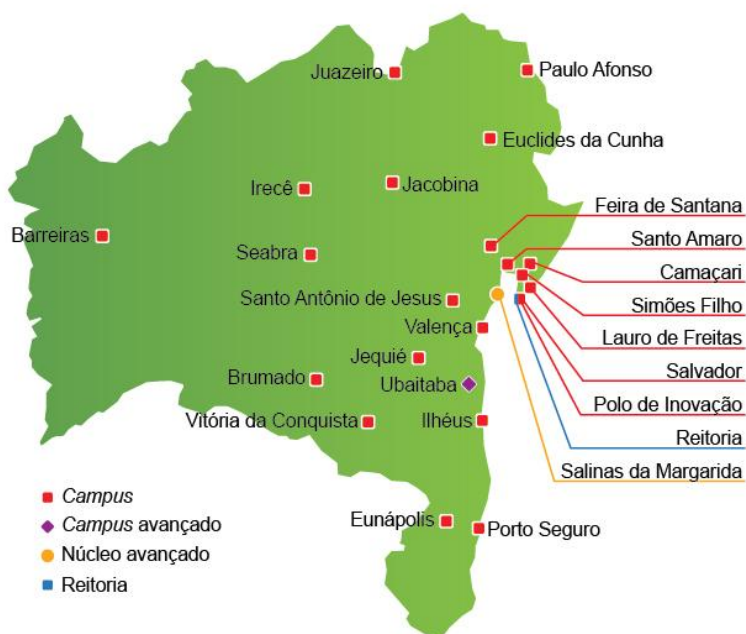 Juazeiro
Paulo Afonso
Euclides da Cunha
Irecê
Jacobina
Feira de Santana
Barreiras
Santo Amaro
Seabra
Camaçari
Santo Antônio de Jesus
Simões Filho
Valença
Lauro de Freitas
Jequié
Salvador
Brumado
Ubaitaba
Polo de Inovação
Vitória da Conquista
Ilhéus
Reitoria
Salinas da Margarida
Campus
Campus avançado
Eunápolis
Porto Seguro
Núcleo avançado
Reitoria